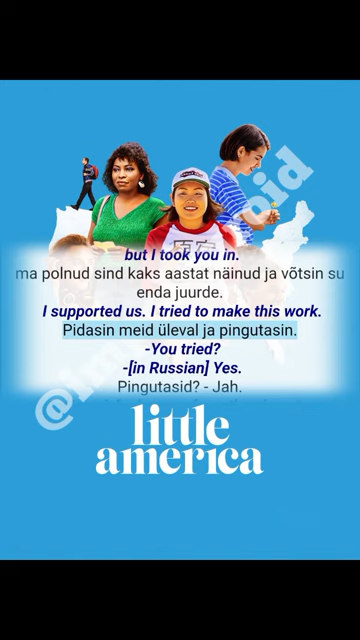 but I took you in.
ma polnud sind kaks aastat näinud ja võtsin su
enda juurde.
I supported us. I tried to make this work.
Pidasin meid üleval ja pingutasin.
-You tried?
-[in Russian] Yes.
Pingutasid? - Jah.
little
america